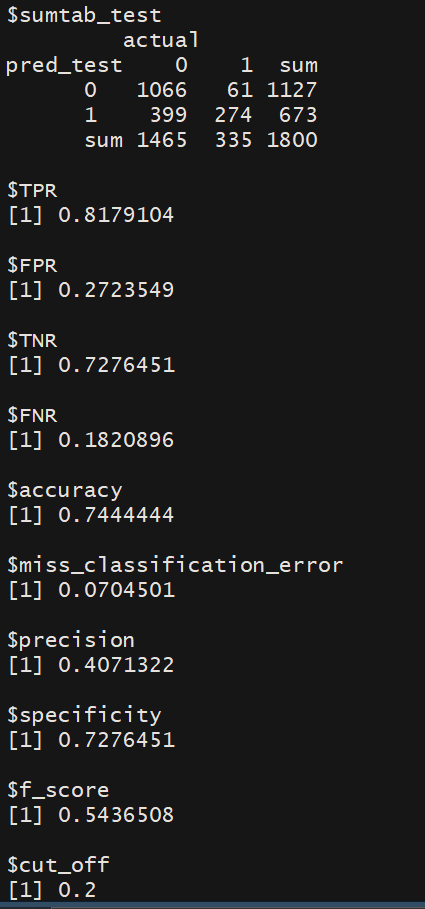 $sumtab_test
         actual
pred_test    0    1  sum
      0   1066   61 1127
      1    399  274  673
      sum 1465  335 1800
$TPR
[1] 0.8179104
$FPR
[1] 0.2723549
$TNR
[1] 0.7276451
$FNR
[1] 0.1820896
$accuracy
[1] 0.7444444
$miss_classification_error
[1] 0.0704501
$precision
[1] 0.4071322
$specificity
[1] 0.7276451
$f_score
[1] 0.5436508
$cut_off
[1] 0.2